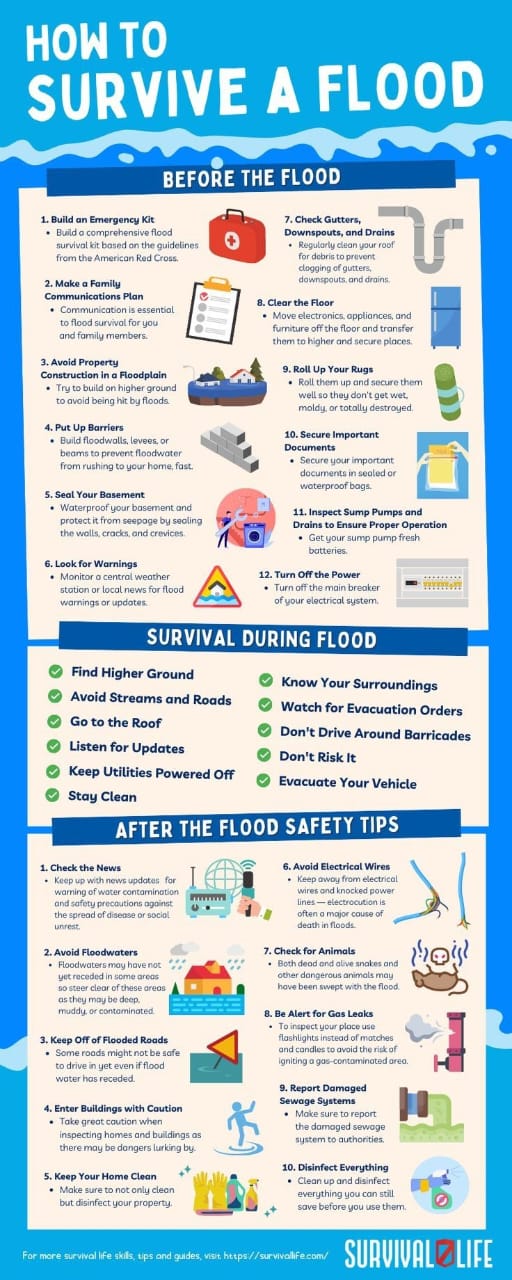 HOW TO
SURVIVE A FLOOD
BEFORE THE FLOOD
1. Build an Emergency Kit
• Build a comprehensive flood
survival kit based on the guidelines
from the American Red Cross.
2. Make a Family
Communications Plan
• Communication is essential
to flood survival for you
and family members.
3. Avoid Property
Construction in a Floodplain
• Try to build on higher ground
to avoid being hit by floods.
4. Put Up Barriers
• Build floodwalls, levees, or
beams to prevent floodwater
from rushing to your home, fast.
5. Seal Your Basement
• Waterproof your basement and
protect it from seepage by sealing
the walls, cracks, and crevices.
6. Look for Warnings
• Monitor a central weather
station or local news for flood
warnings or updates.
7. Check Gutters,
Downspouts, and Drains
• Regularly clean your roof
for debris to prevent
clogging of gutters,
downspouts, and drains.
8. Clear the Floor
• Move electronics, appliances, and
furniture off the floor and transfer
them to higher and secure places.
9. Roll Up Your Rugs
• Roll them up and secure them
well so they don't get wet,
moldy, or totally destroyed.
10. Secure Important
Documents
• Secure your important
documents in sealed or
waterproof bags.
11. Inspect Sump Pumps and
Drains to Ensure Proper Operation
• Get your sump pump fresh
batteries.
12. Turn Off the Power
• Turn off the main breaker
of your electrical system.
SURVIVAL DURING FLOOD
Find Higher Ground
Avoid Streams and Roads
Go to the Roof
Listen for Updates
Keep Utilities Powered Off
Stay Clean
Know Your Surroundings
Watch for Evacuation Orders
Don't Drive Around Barricades
Don't Risk It
Evacuate Your Vehicle
AFTER THE FLOOD SAFETY TIPS
1. Check the News
• Keep up with news updates for
warning of water contamination
and safety precautions against
the spread of disease or social
unrest.
2. Avoid Floodwaters
• Floodwaters may have not
yet receded in some areas
so steer clear of these areas
as they may be deep,
muddy, or contaminated.
3. Keep Off of Flooded Roads
• Some roads might not be safe
to drive in yet even if flood
water has receded.
4. Enter Buildings with Caution
• Take great caution when
inspecting homes and buildings as
there may be dangers lurking by.
5. Keep Your Home Clean
• Make sure to not only clean
but disinfect your property.
6. Avoid Electrical Wires
• Keep away from electrical
wires and knocked power
lines — electrocution is
often a major cause of
death in floods.
7. Check for Animals
• Both dead and alive snakes and
other dangerous animals may
have been swept with the flood.
8. Be Alert for Gas Leaks
• To inspect your place use
flashlights instead of matches
and candles to avoid the risk of
igniting a gas-contaminated area.
9. Report Damaged
Sewage Systems
• Make sure to report
the damaged sewage
system to authorities.
10. Disinfect Everything
• Clean up and disinfect
everything you can still
save before you use them.
For more survival life skills, tips and guides, visit https://survivallife.com/
SURVIVAL LIFE